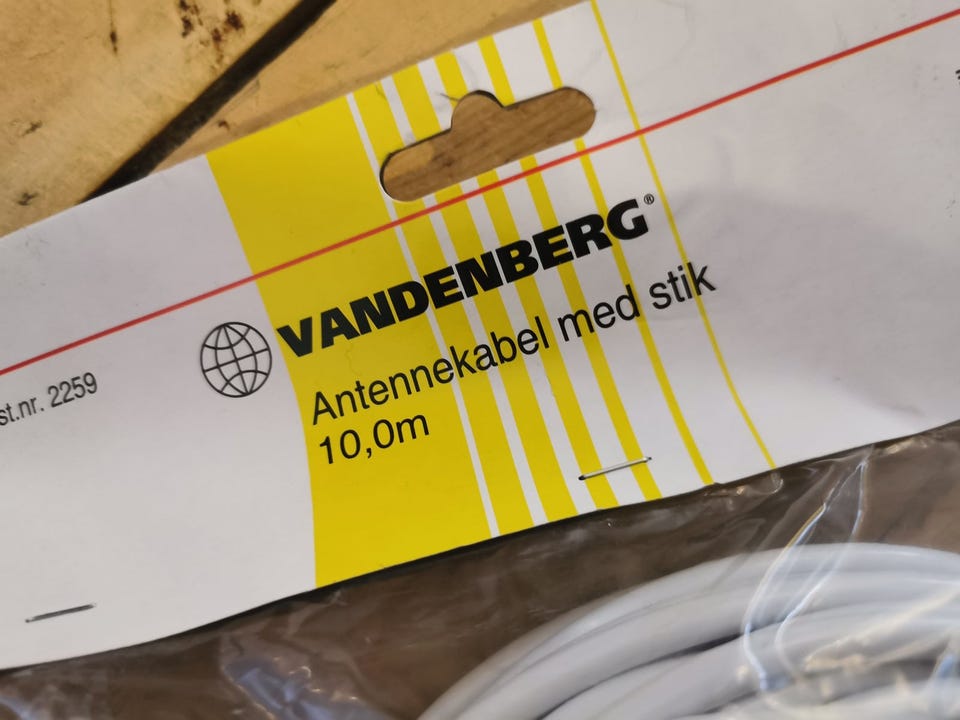 VANDENBERG®
Antennekabel med stik
10,0m
st.nr. 2259